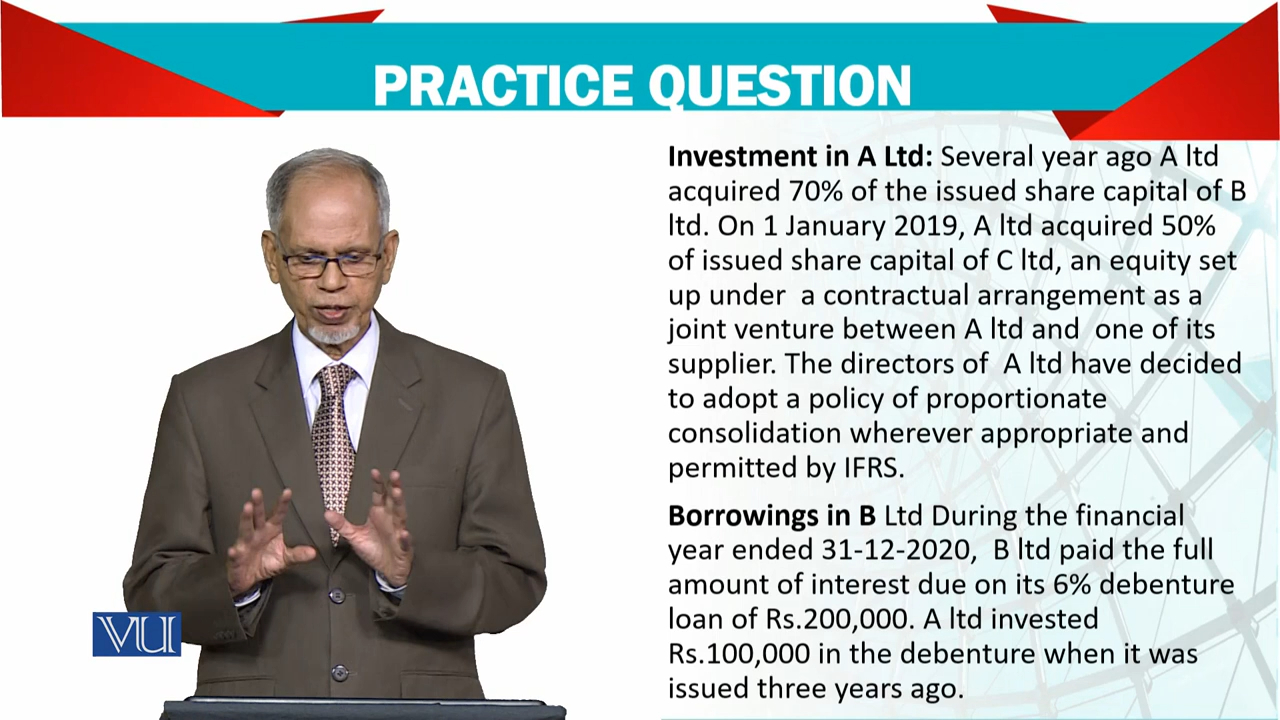 PRACTICE QUESTION
Investment in A Ltd: Several year ago A ltd
acquired 70% of the issued share capital of B
ltd. On 1 January 2019, A ltd acquired 50%
of issued share capital of C ltd, an equity set
up under a contractual arrangement as a
joint venture between A ltd and one of its
supplier. The directors of A ltd have decided
to adopt a policy of proportionate
consolidation wherever appropriate and
permitted by IFRS.
Borrowings in B Ltd During the financial
year ended 31-12-2020, B ltd paid the full
amount of interest due on its 6% debenture
loan of Rs.200,000. A ltd invested
Rs.100,000 in the debenture when it was
issued three years ago.
VU